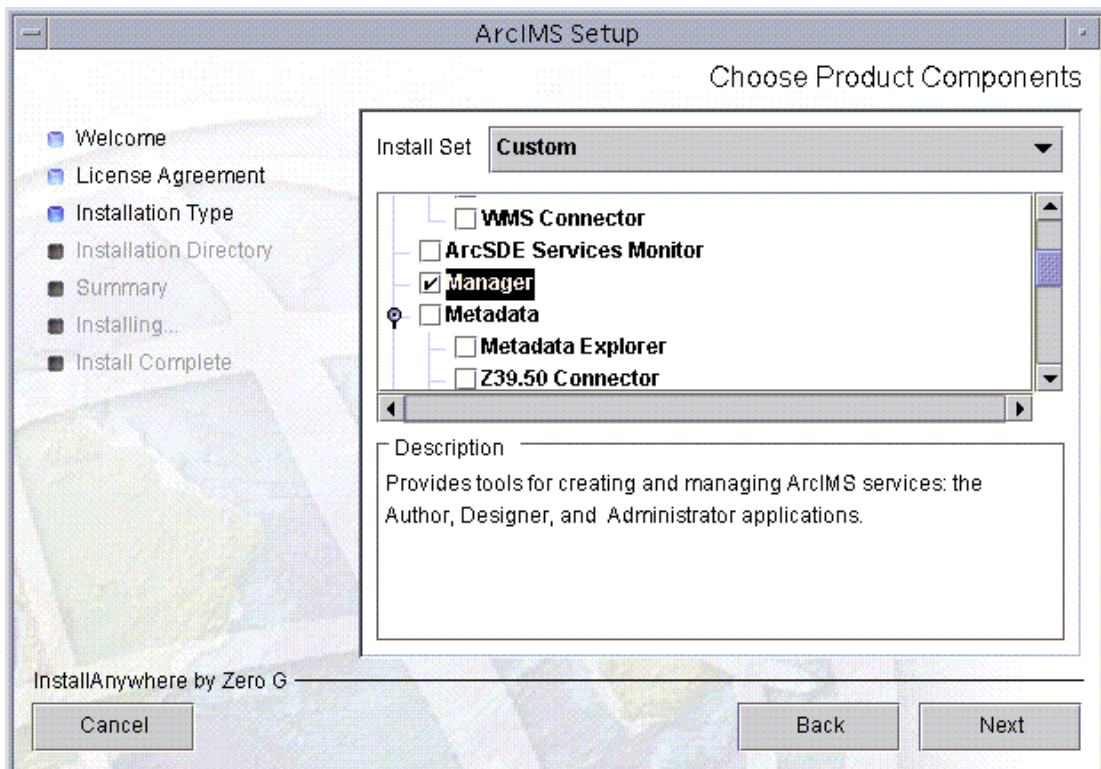 ArcIMS Setup
Choose Product Components
Welcome
License Agreement
Installation Type
Installation Directory
Summary
Installing...
Install Complete
Install Set Custom
WMS Connector
ArcSDE Services Monitor
Manager
Metadata
Metadata Explorer
Z39.50 Connector
Description
Provides tools for creating and managing ArcIMS services: the
Author, Designer, and Administrator applications.
InstallAnywhere by Zero G
Cancel
Back
Next